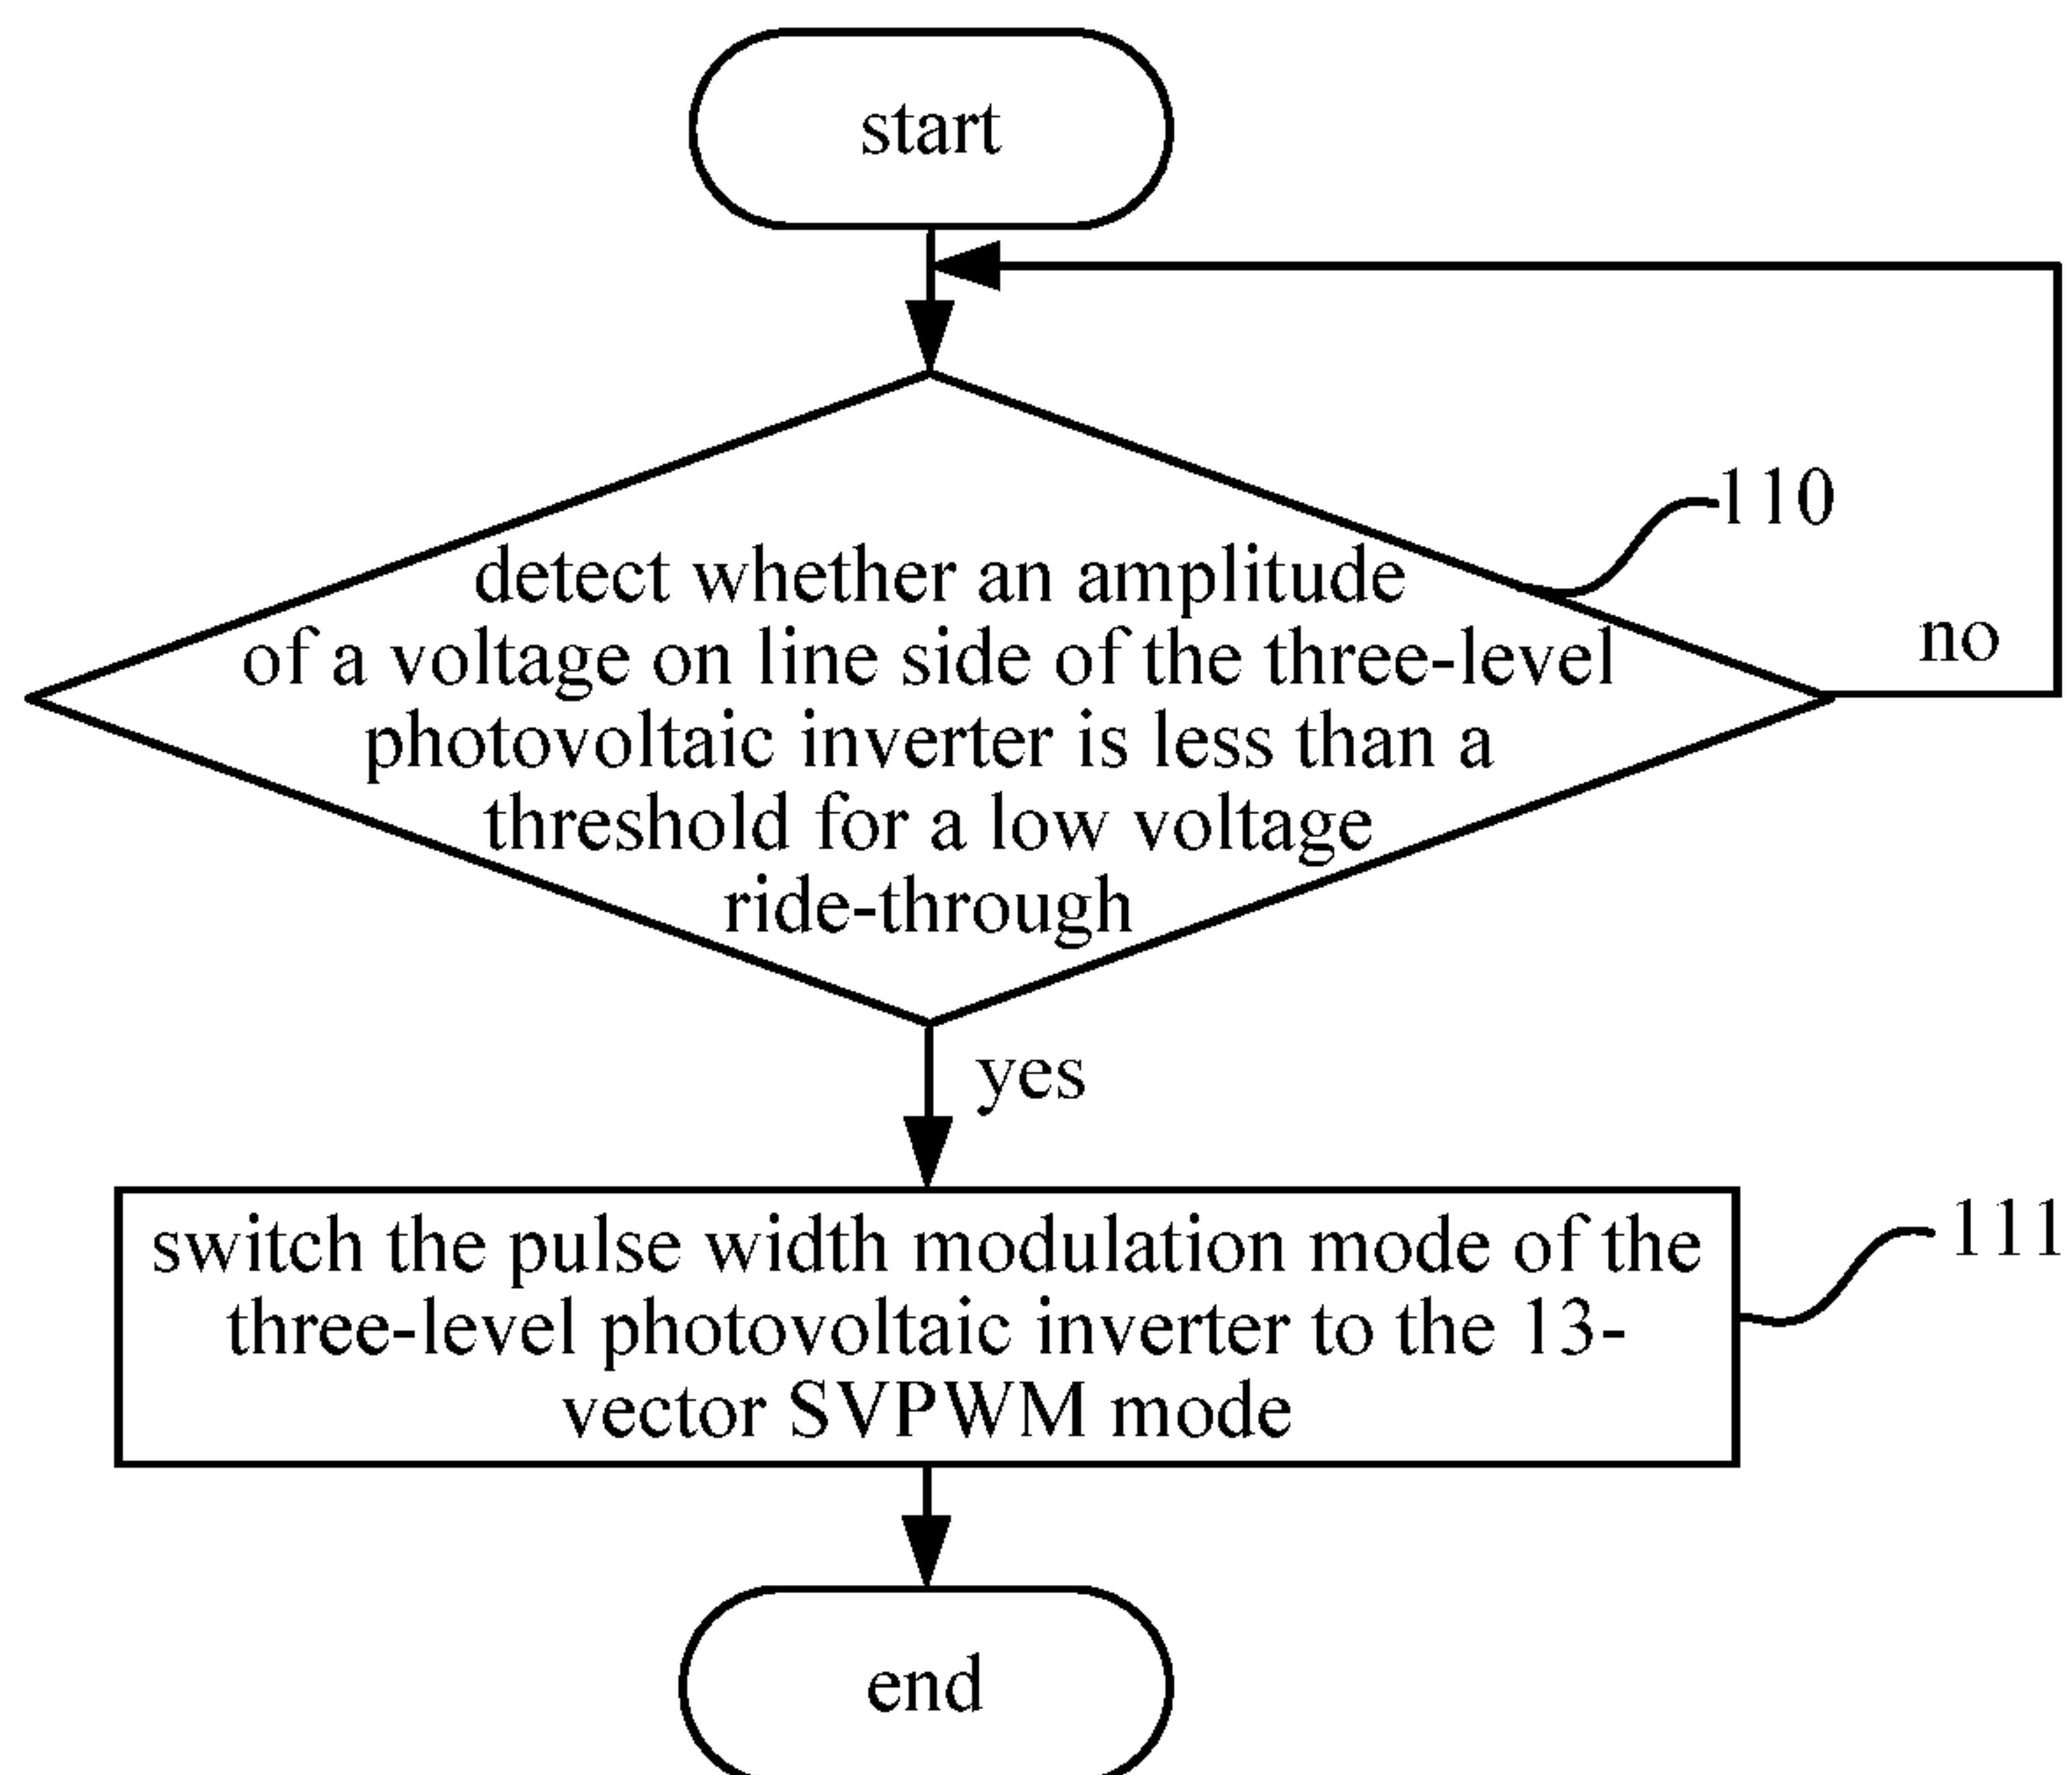 start
110
detect whether an amplitude
of a voltage on line side of the three-level
no
photovoltaic inverter is less than a
threshold for a low voltage
ride-through
yes
switch the pulse width modulation mode of the
111
three-level photovoltaic inverter to the 13-
vector SVPWM mode
end